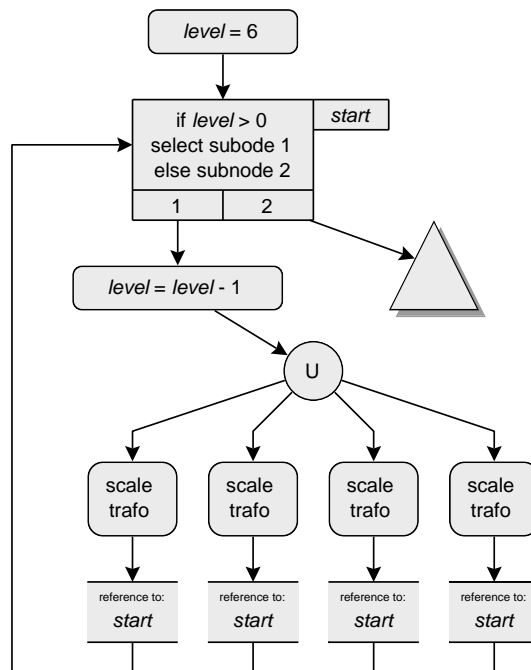 level = 6
if level > 0
select subode 1
else subnode 2
start
1
2
level = level - 1
U
scale
trafo
scale
trafo
scale
trafo
scale
trafo
reference to:
start
reference to:
start
reference to:
start
reference to:
start